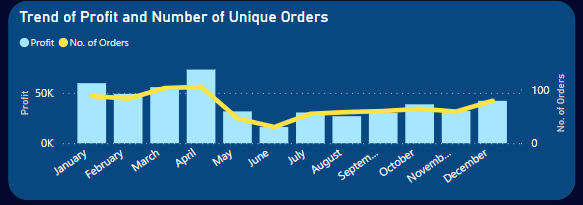 Trend of Profit and Number of Unique Orders
Profit No. of Orders
Profit
50K
0K
100
0
No. of Orders
January
February
March
April
May
June
July
August
Septem...
October
Novemb...
December